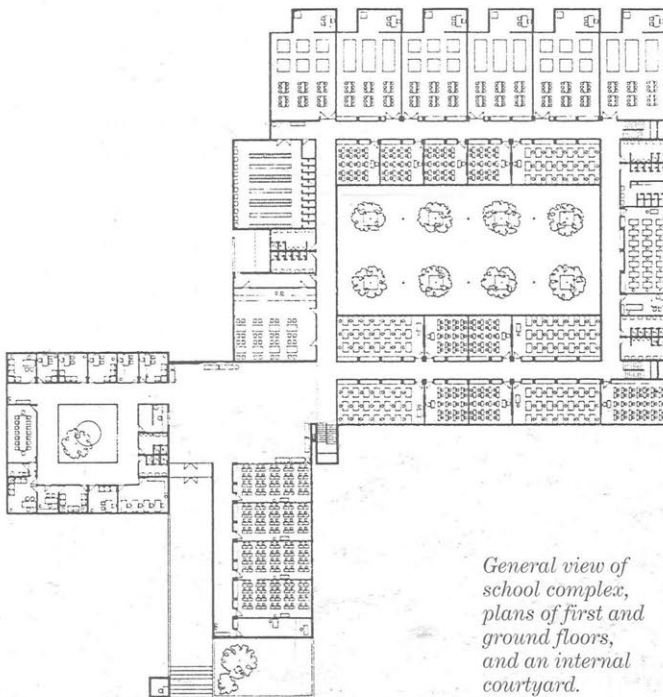 General view of
school complex,
plans of first and
ground floors,
and an internal
courtyard.